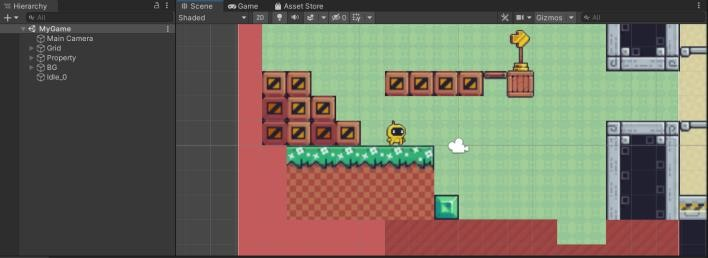 Hierarchy
Scene
Game
Asset Store
+
All
Shaded
2D
0
Gizmos
All
MyGame
Main Camera
Grid
Property
BG
Idle_0